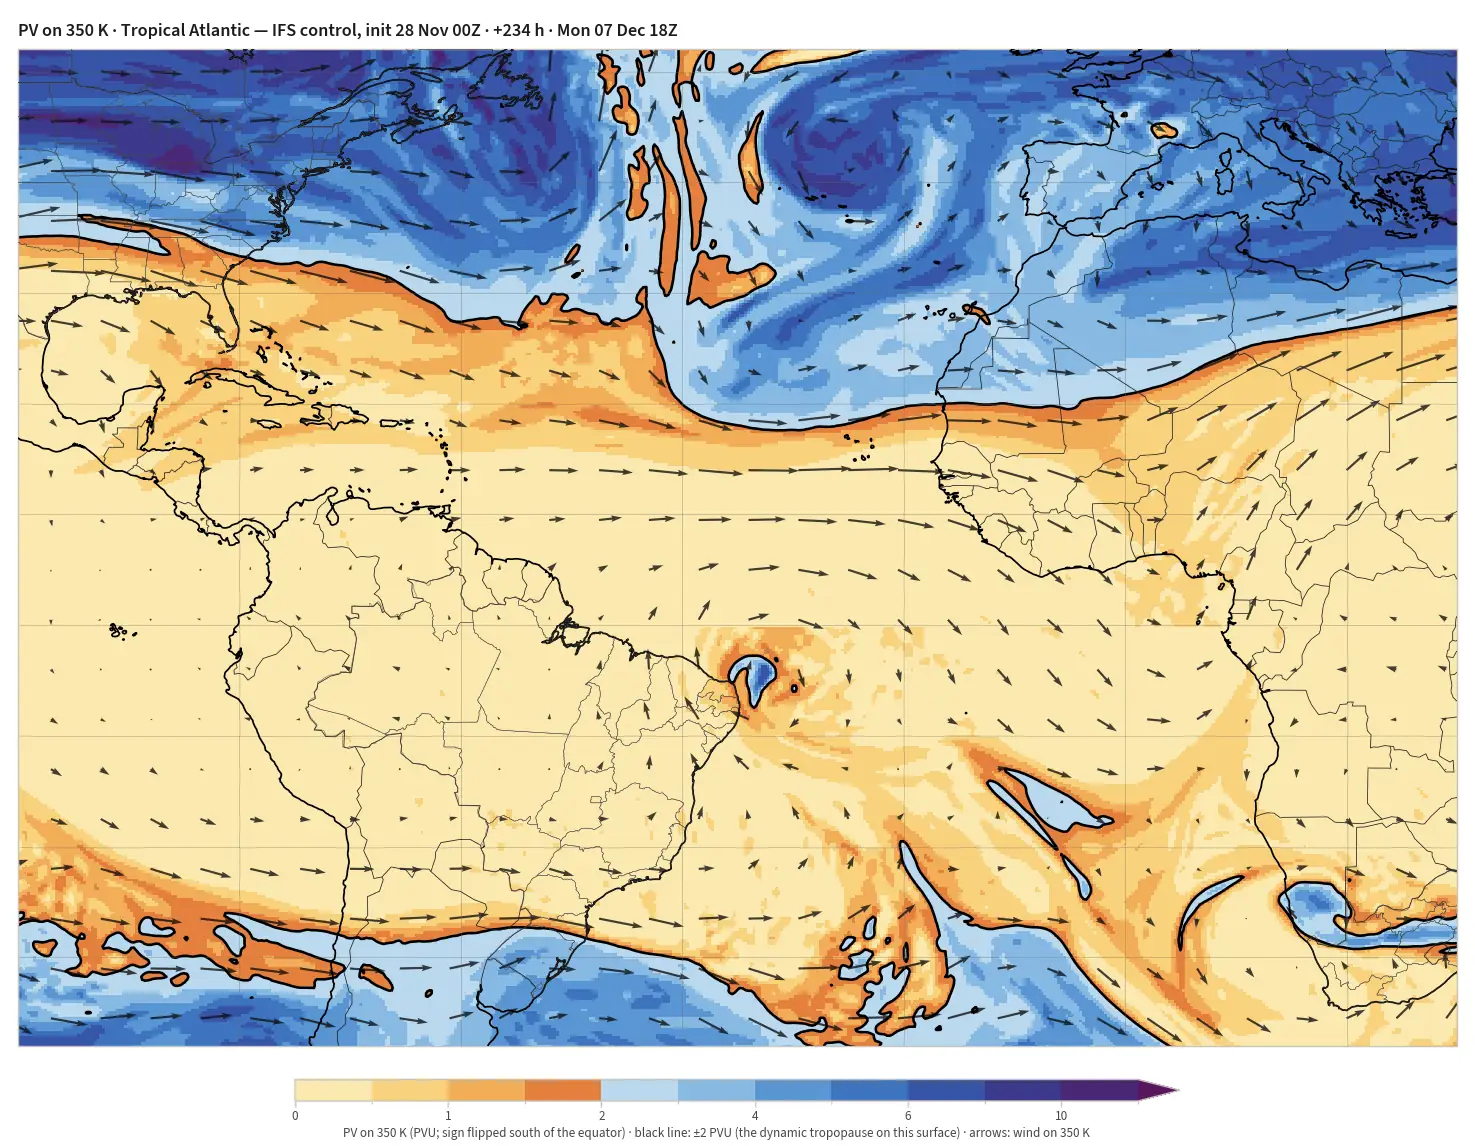 PV on 350 K · Tropical Atlantic — IFS control, init 28 Nov 00Z · +234 h · Mon 07 Dec 18Z
0 1 2 4 6 10
PV on 350 K (PVU; sign flipped south of the equator) · black line: ±2 PVU (the dynamic tropopause on this surface) · arrows: wind on 350 K